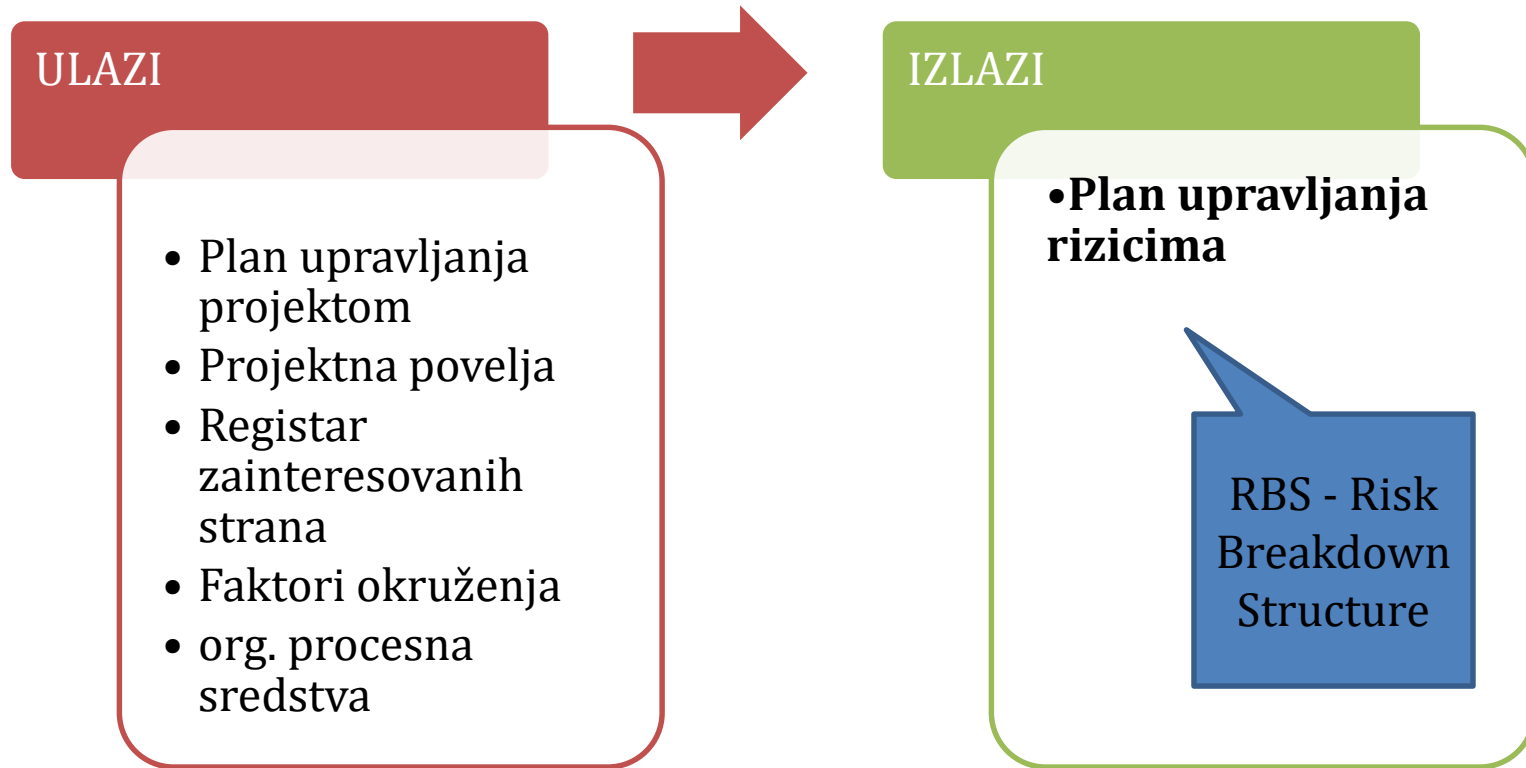 ULAZI
• Plan upravljanja
projektom
• Projektna povelja
• Registar
zainteresovanih
strana
• Faktori okruženja
• org. procesna
sredstva
IZLAZI
•Plan upravljanja
rizicima
RBS - Risk
Breakdown
Structure